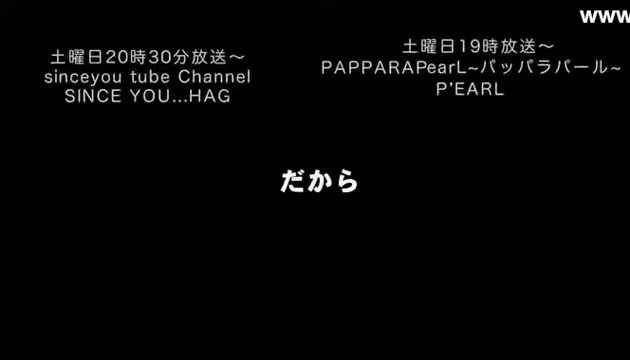 www
土曜日20時30分放送～
sinceyou tube Channel
SINCE YOU...HAG
土曜日19時放送～
PAPPARAPearL~パッパラパール~
P'EARL
だから